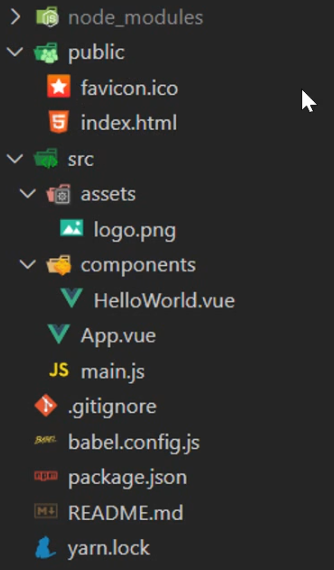 node_modules
public
favicon.ico
index.html
src
assets
logo.png
components
HelloWorld.vue
App.vue
JS main.js
.gitignore
babel.config.js
package.json
README.md
yarn.lock